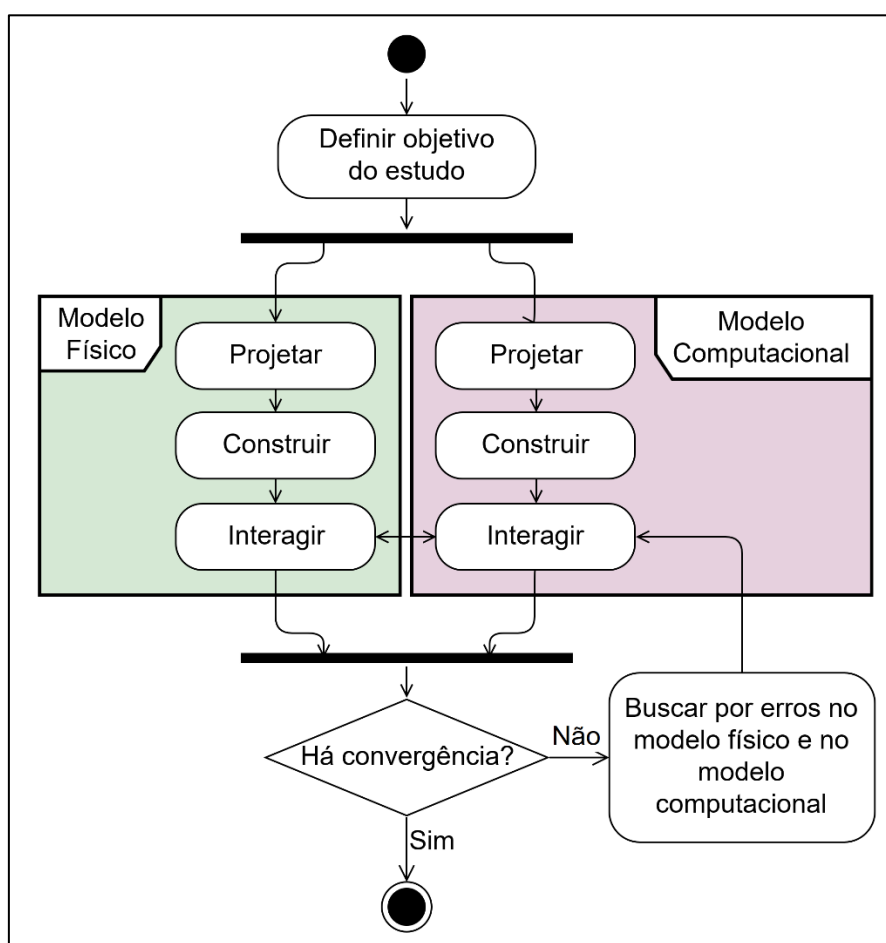 Definir objetivo
do estudo
Modelo
Físico
Projetar
Construir
Interagir
Modelo
Computacional
Projetar
Construir
Interagir
Há convergência?
Não
Buscar por erros no
modelo físico e no
modelo
computacional
Sim